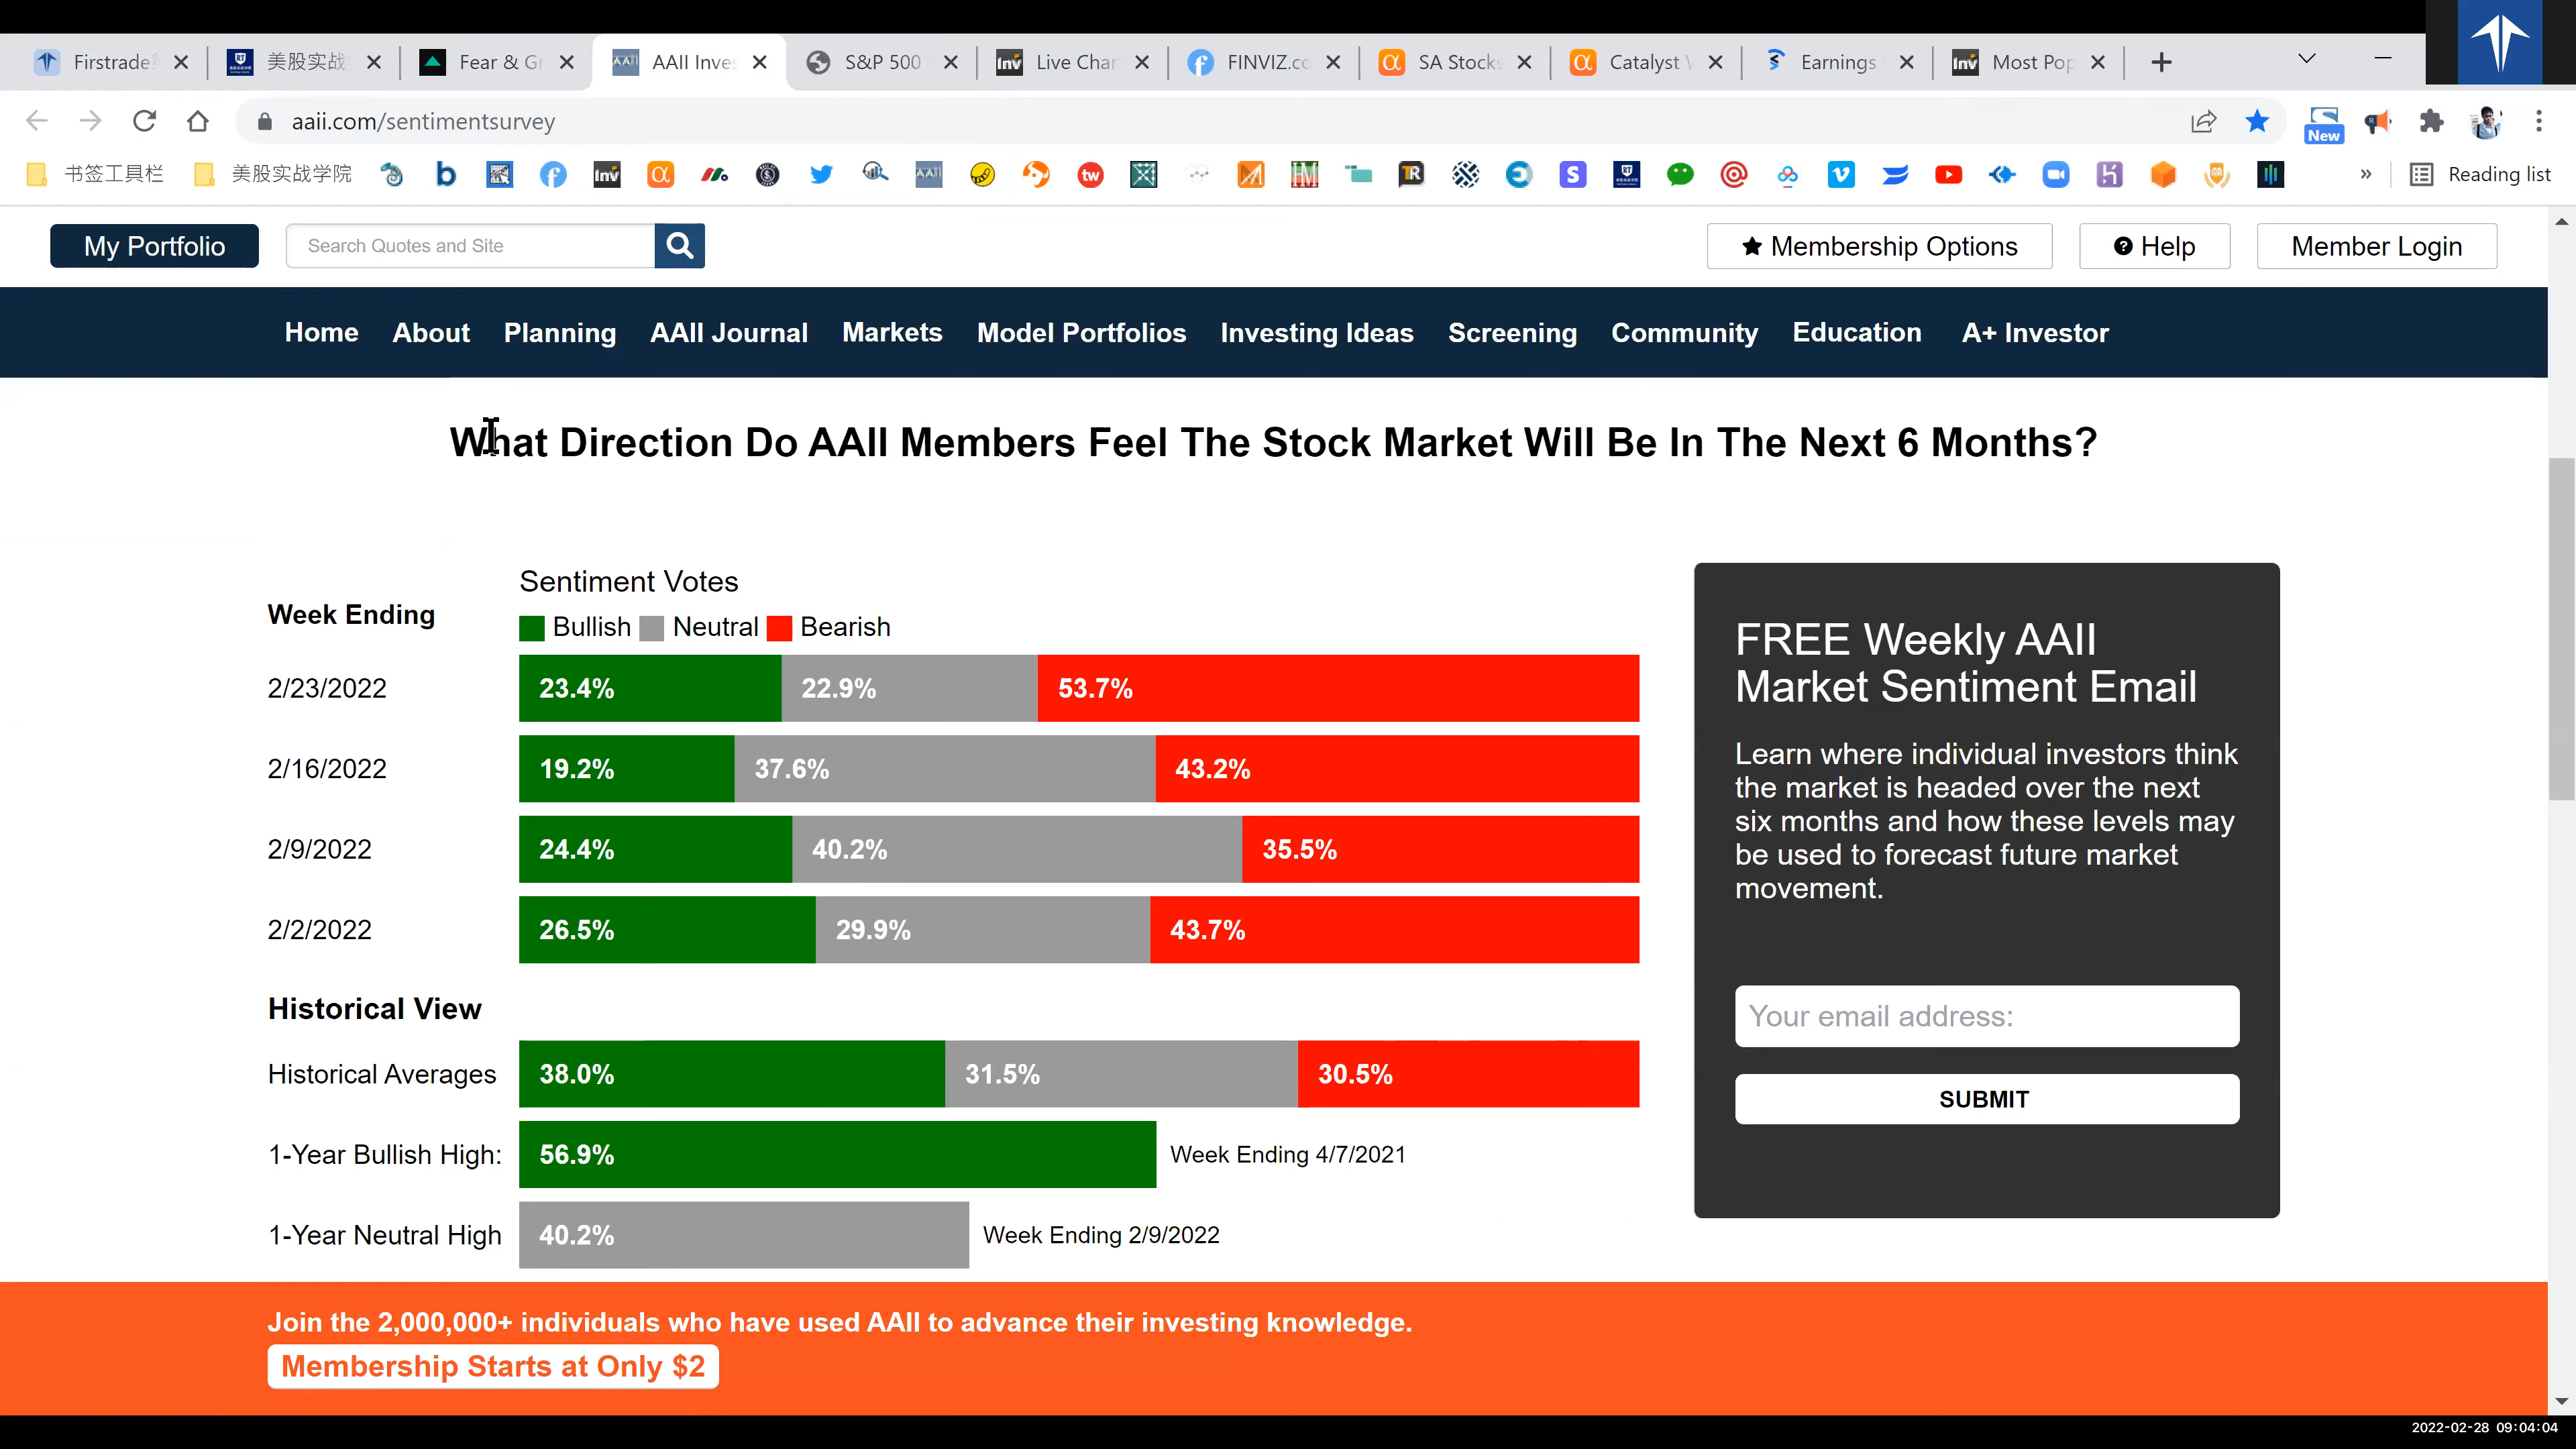 Firstrade
美股实战
Fear & Gr
AAII Inves
S&P 500
Live Char
FINVIZ.co
SA Stocks
Catalyst
Earnings
Most Pop
aaii.com/sentimentsurvey
New
书签工具栏
美股实战学院
Reading list
My Portfolio
Search Quotes and Site
Membership Options
Help
Member Login
Home About Planning AAII Journal Markets Model Portfolios Investing Ideas Screening Community Education A+ Investor
What Direction Do AAII Members Feel The Stock Market Will Be In The Next 6 Months?
Sentiment Votes
Week Ending
Bullish Neutral Bearish
2/23/2022 23.4% 22.9% 53.7%
2/16/2022 19.2% 37.6% 43.2%
2/9/2022 24.4% 40.2% 35.5%
2/2/2022 26.5% 29.9% 43.7%
Historical View
Historical Averages 38.0% 31.5% 30.5%
1-Year Bullish High: 56.9% Week Ending 4/7/2021
1-Year Neutral High 40.2% Week Ending 2/9/2022
FREE Weekly AAII
Market Sentiment Email
Learn where individual investors think
the market is headed over the next
six months and how these levels may
be used to forecast future market
movement.
Your email address:
SUBMIT
Join the 2,000,000+ individuals who have used AAII to advance their investing knowledge.
Membership Starts at Only $2
2022-02-28 09:04:04